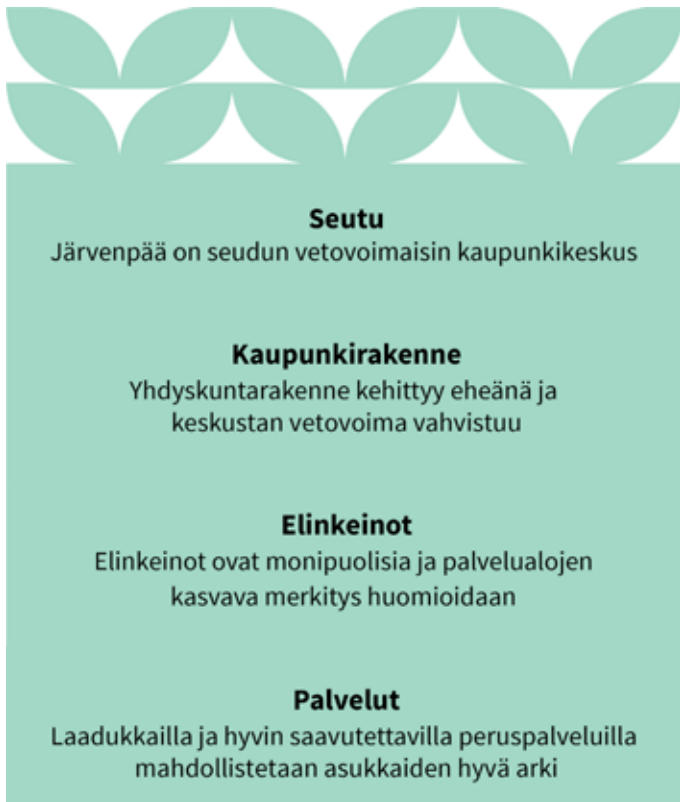 Seutu
Järvenpää on seudun vetovoimaisin kaupunkikeskus
Kaupunkirakenne
Yhdyskuntarakenne kehittyy eheänä ja
keskustan vetovoima vahvistuu
Elinkeinot
Elinkeinot ovat monipuolisia ja palvelualojen
kasvava merkitys huomioidaan
Palvelut
Laadukkailla ja hyvin saavutettavilla peruspalveluilla
mahdollistetaan asukkaiden hyvä arki